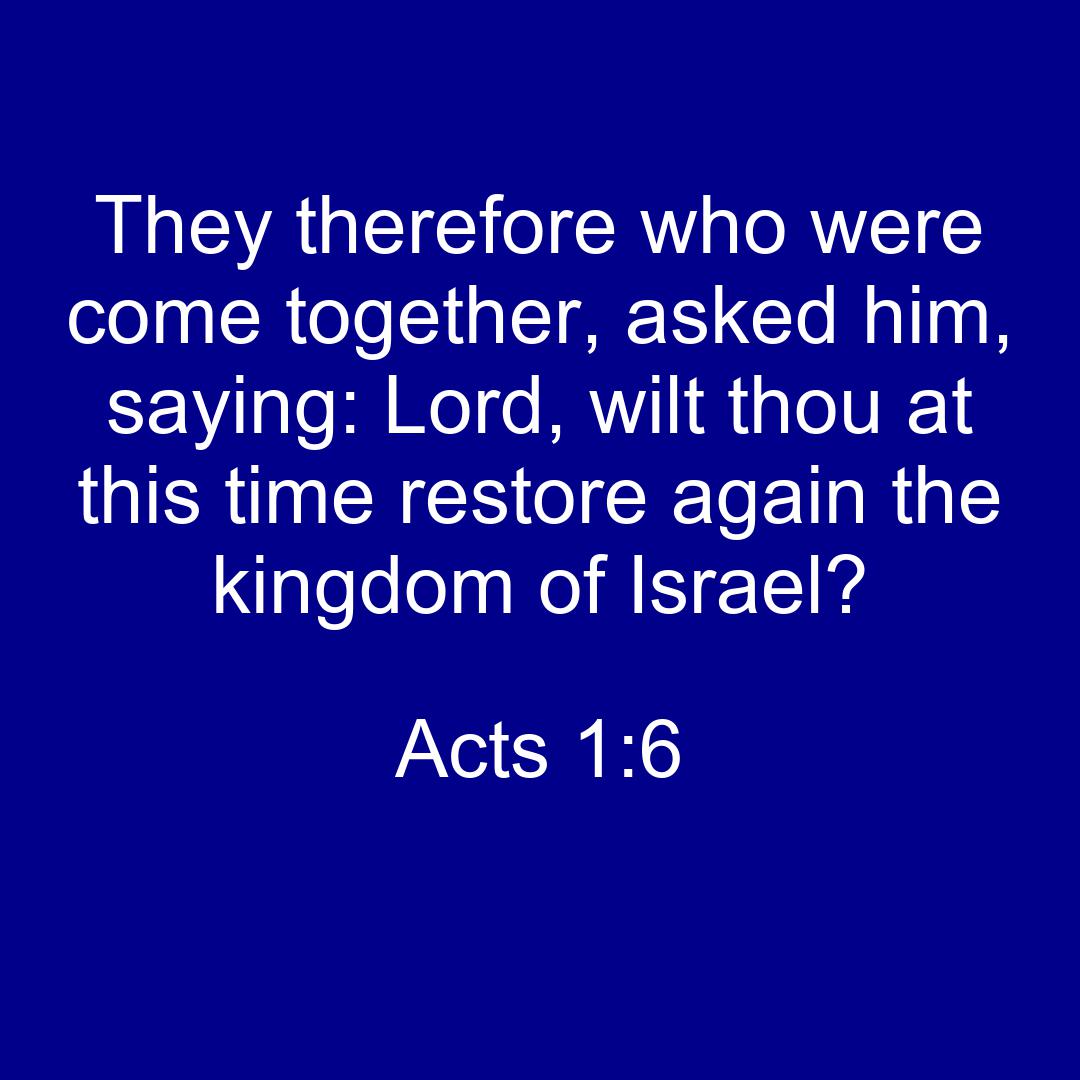 They therefore who were
come together, asked him,
saying: Lord, wilt thou at
this time restore again the
kingdom of Israel?
Acts 1:6